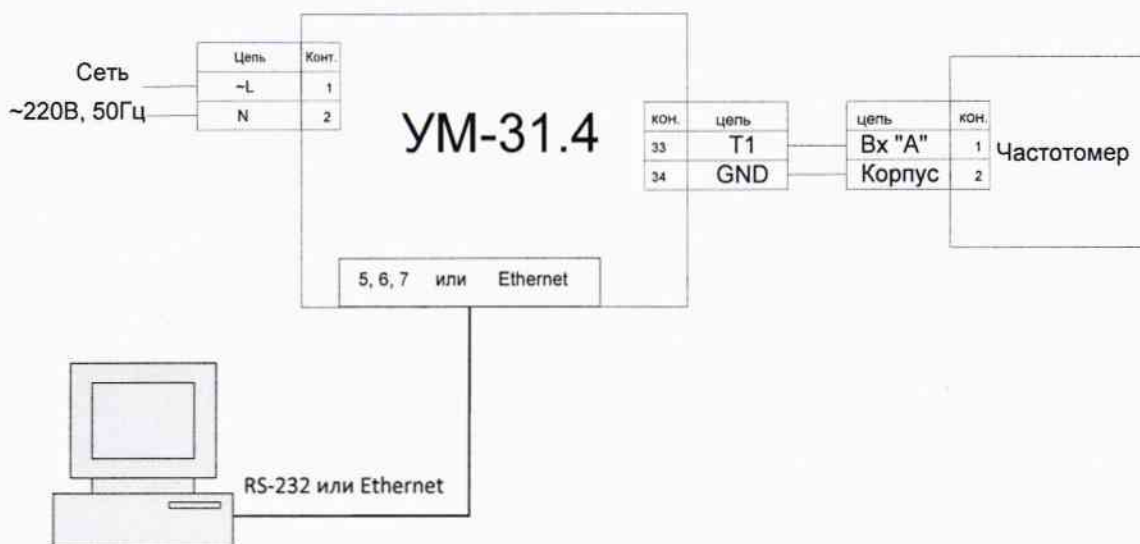 Цепь Конт.
Сеть ~L 1
~220В, 50Гц N 2
УМ-31.4
кон. цепь
33 T1
34 GND
цепь кон.
Вх "А" 1
Корпус 2
Частотомер
5, 6, 7 или Ethernet
RS-232 или Ethernet